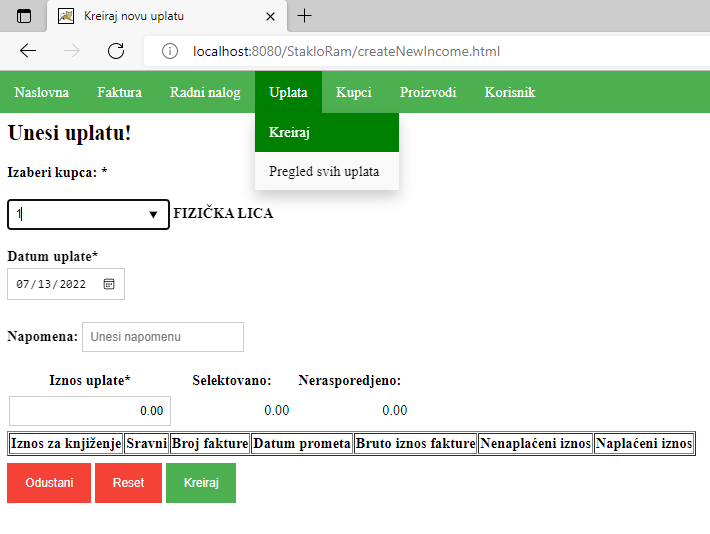 Kreiraj novu uplatu
localhost:8080/StakloRam/createNewIncome.html
Naslovna Faktura Radni nalog Uplata Kupci Proizvodi Korisnik
Unesi uplatu!
Kreiraj
Pregled svih uplata
Izaberi kupca: *
1 FIZIČKA LICA
Datum uplate*
07/13/2022
Napomena: Unesi napomenu
Iznos uplate* Selektovano: Nerasporedjeno:
0.00 0.00 0.00
Iznos za knjiženje Sravni Broj fakture Datum prometa Bruto iznos fakture Nenaplaćeni iznos Naplaćeni iznos
Odustani Reset Kreiraj